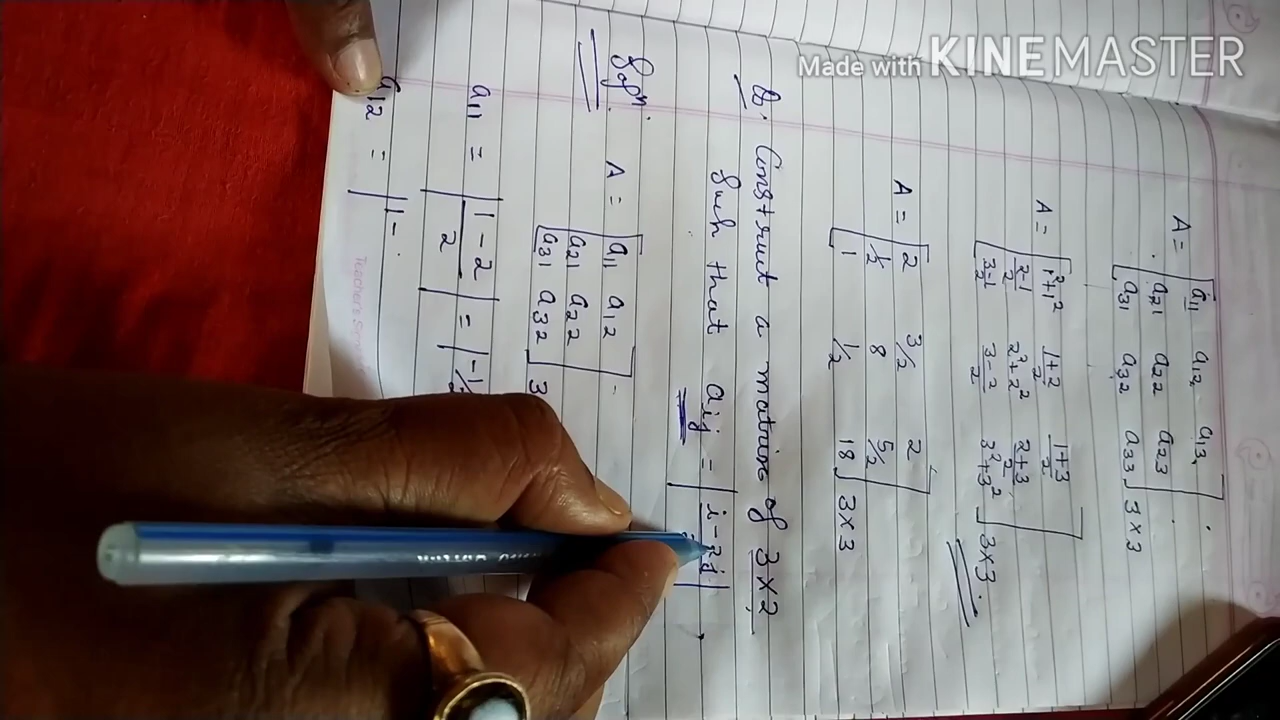 Made with KINEMASTER
A = [a11 a12 a13
a21 a22 a23
a31 a32 a33] 3×3
A = [1²+1² 1+2/2 1+3/2
2-1/2 2²+2² 2+3/2
3-1/2 3-2/2 3²+3²] 3×3.
A = [2 3/2 2
1/2 8 5/2
1 1/2 18] 3×3
Q. Construct a matrix of 3×2
Such that aij = |i-2j
Solⁿ. A = [a11 a12
a21 a22
a31 a32] 3
a11 = |1-2/2| = |-1/2
a12 = |1-
Teacher's